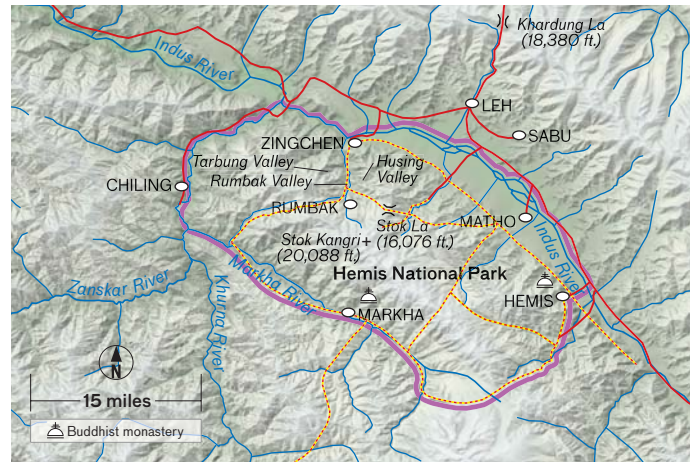 Khardung La
(18,380 ft.)
Indus River
LEH
SABU
ZINGCHEN
Tarbung Valley
Husing
Valley
Rumbak Valley
CHILING
RUMBAK
Stok La
(16,076 ft.)
MATHO
Stok Kangri+
(20,088 ft,)
Indus River
Markha River
Hemis National Park
Zanskar River
Khurna River
HEMIS
MARKHA
N
15 miles
Buddhist monastery